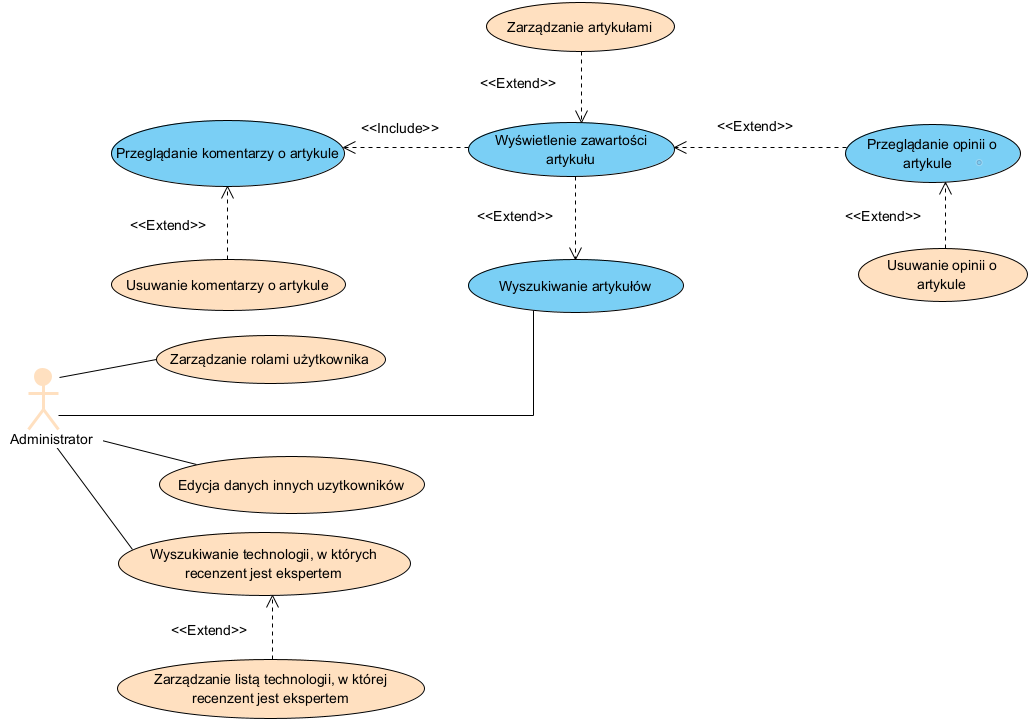 Zarządzanie artykułami
<<Extend>>
<<Include>>
<<Extend>>
Przeglądanie komentarzy o artykule
Wyświetlenie zawartości
artykułu
Przeglądanie opinii o
artykule
<<Extend>>
<<Extend>>
<<Extend>>
Usuwanie komentarzy o artykule
Wyszukiwanie artykułów
Usuwanie opinii o
artykule
Zarządzanie rolami użytkownika
Administrator
Edycja danych innych uzytkowników
Wyszukiwanie technologii, w których
recenzent jest ekspertem
<<Extend>>
Zarządzanie listą technologii, w której
recenzent jest ekspertem